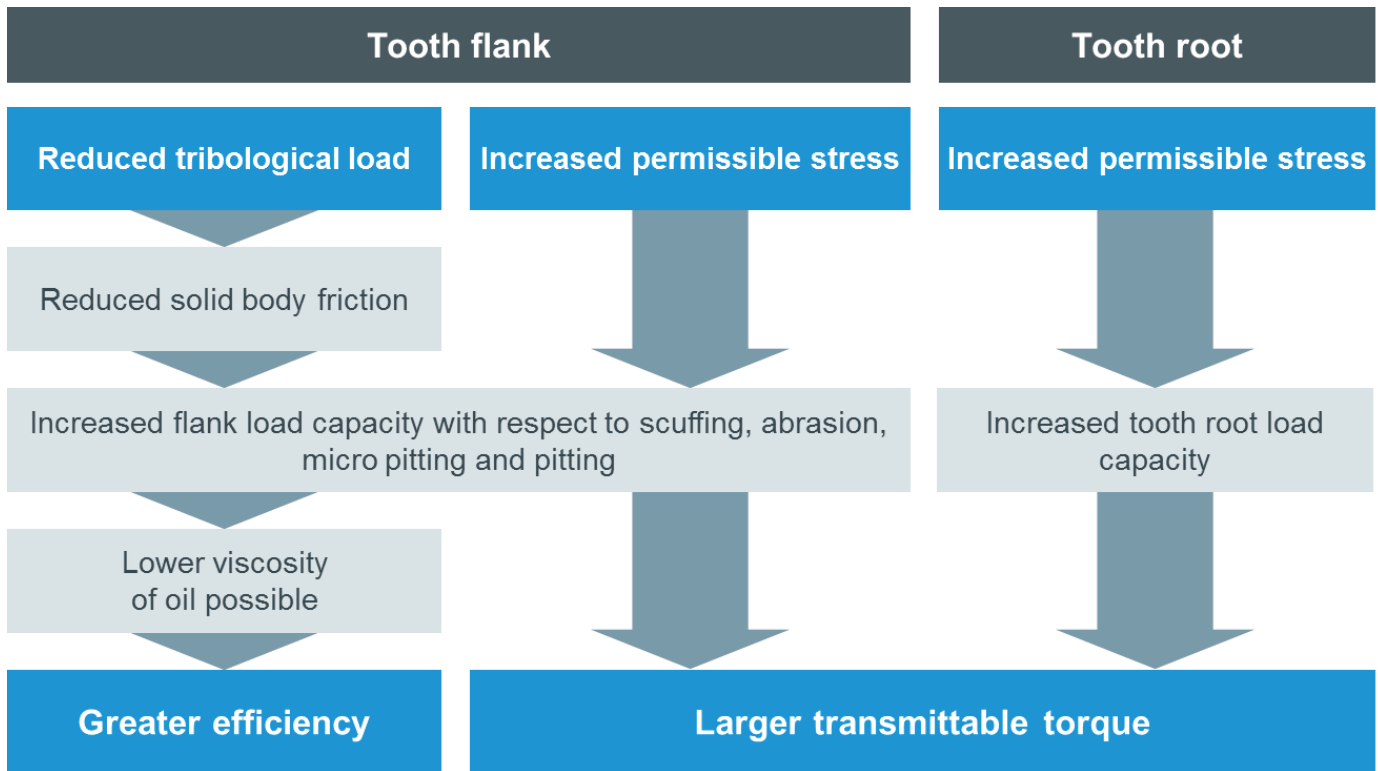 Tooth flank
Tooth root
Reduced tribological load
Increased permissible stress
Increased permissible stress
Reduced solid body friction
Increased flank load capacity with respect to scuffing, abrasion,
micro pitting and pitting
Increased tooth root load
capacity
Lower viscosity
of oil possible
Greater efficiency
Larger transmittable torque